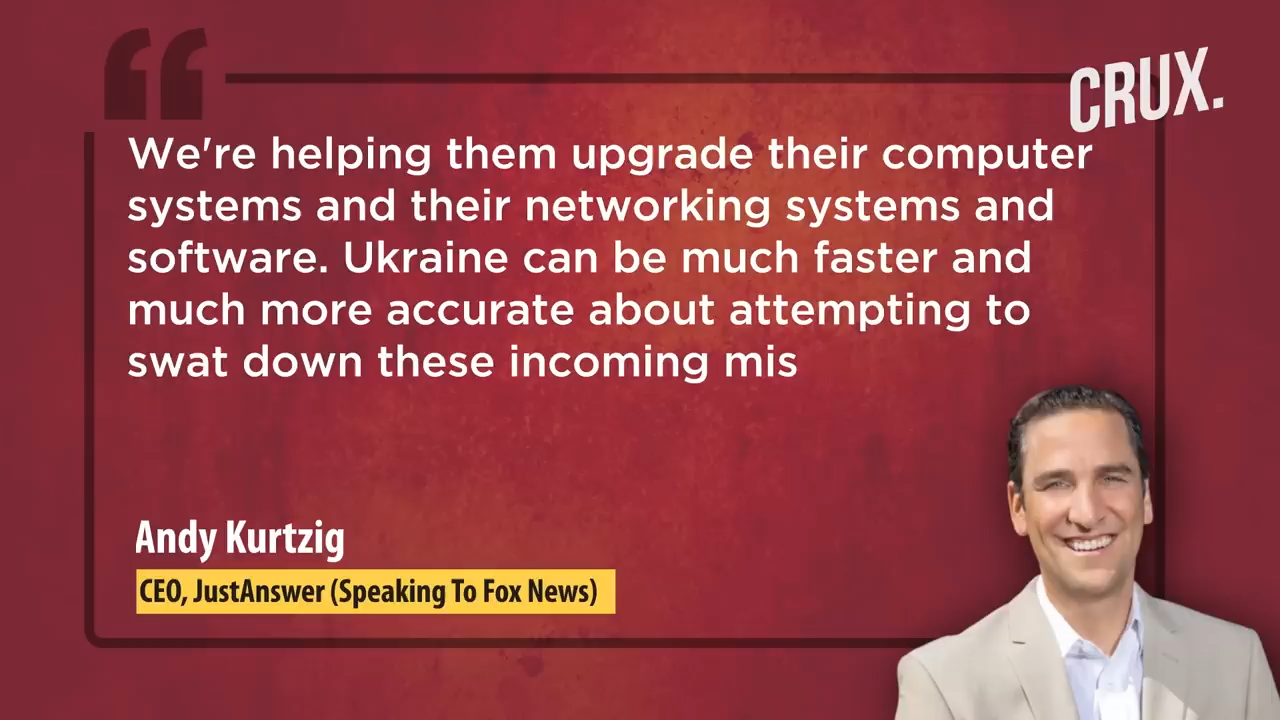 CRUX.
We're helping them upgrade their computer
systems and their networking systems and
software. Ukraine can be much faster and
much more accurate about attempting to
swat down these incoming mis
Andy Kurtzig
CEO, JustAnswer (Speaking To Fox News)